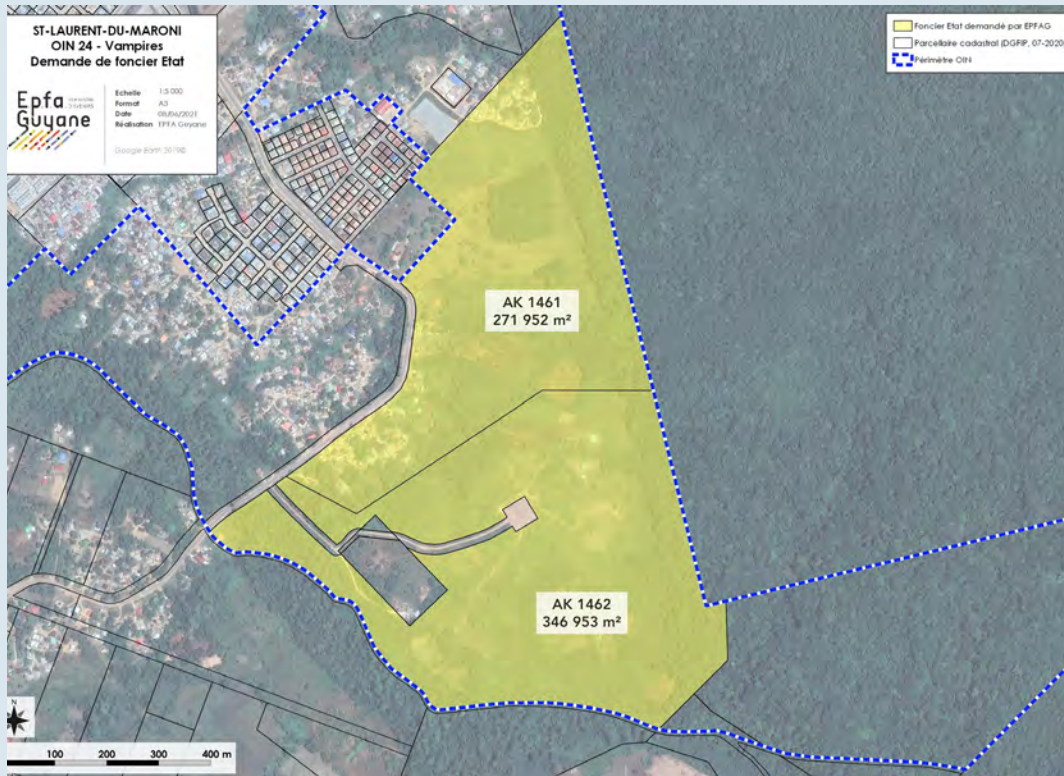 ST-LAURENT-DU-MARONI
OIN 24 - Vampires
Demande de foncier Etat
Epfa
Guyane
Echelle 1:5 000
Format A3
Date 08/06/2021
Réalisation EPFA Guyane
Google Earth 2019©
Foncier Etat demandé par EPFAG
Parcellaire cadastral (DGFIP, 07-2020)
Périmètre OIN
AK 1461
271 952 m²
AK 1462
346 953 m²
N
100 200 300 400 m